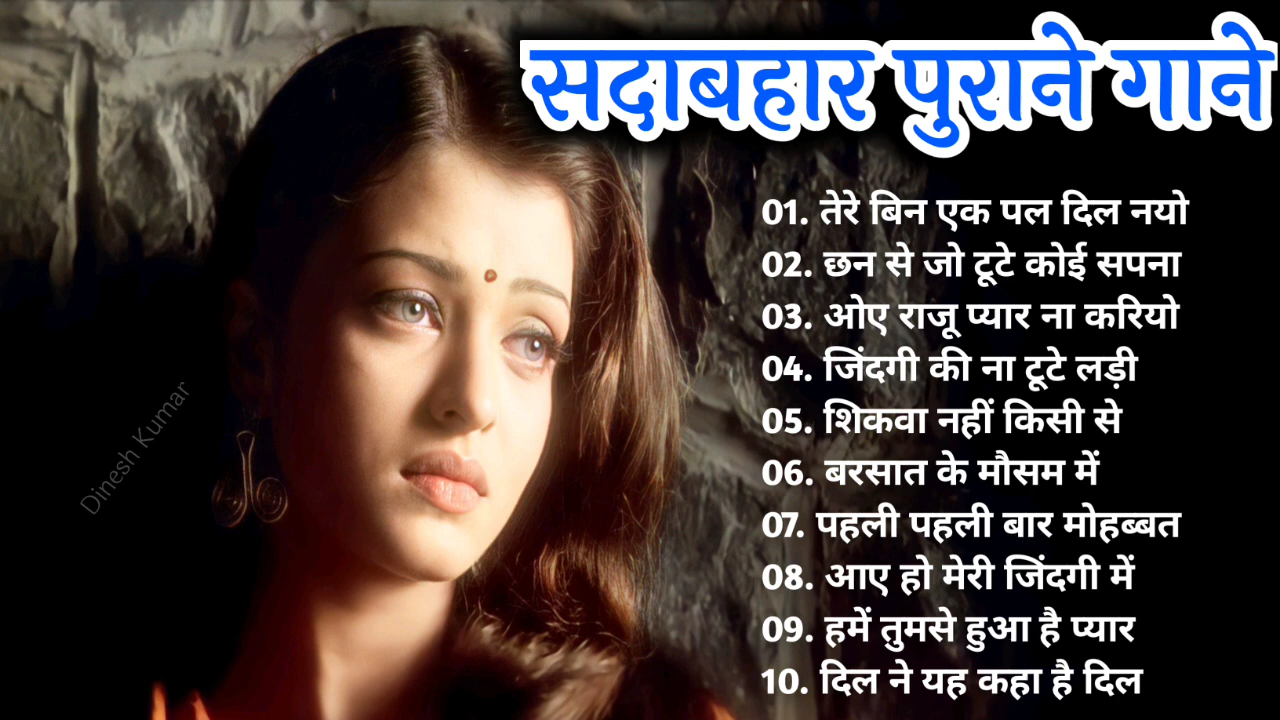 सदाबहार पुराने गाने
01. तेरे बिन एक पल दिल नयो
02. छन से जो टूटे कोई सपना
03. ओए राजू प्यार ना करियो
04. जिंदगी की ना टूटे लड़ी
05. शिकवा नहीं किसी से
06. बरसात के मौसम में
07. पहली पहली बार मोहब्बत
08. आए हो मेरी जिंदगी में
09. हमें तुमसे हुआ है प्यार
10. दिल ने यह कहा है दिल
Dinesh Kumar